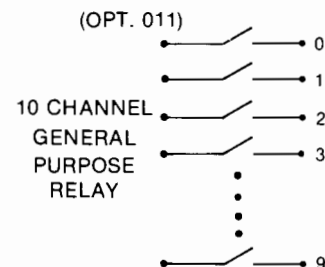 (OPT. 011)
0
1
10 CHANNEL
2
GENERAL
3
PURPOSE
RELAY
9